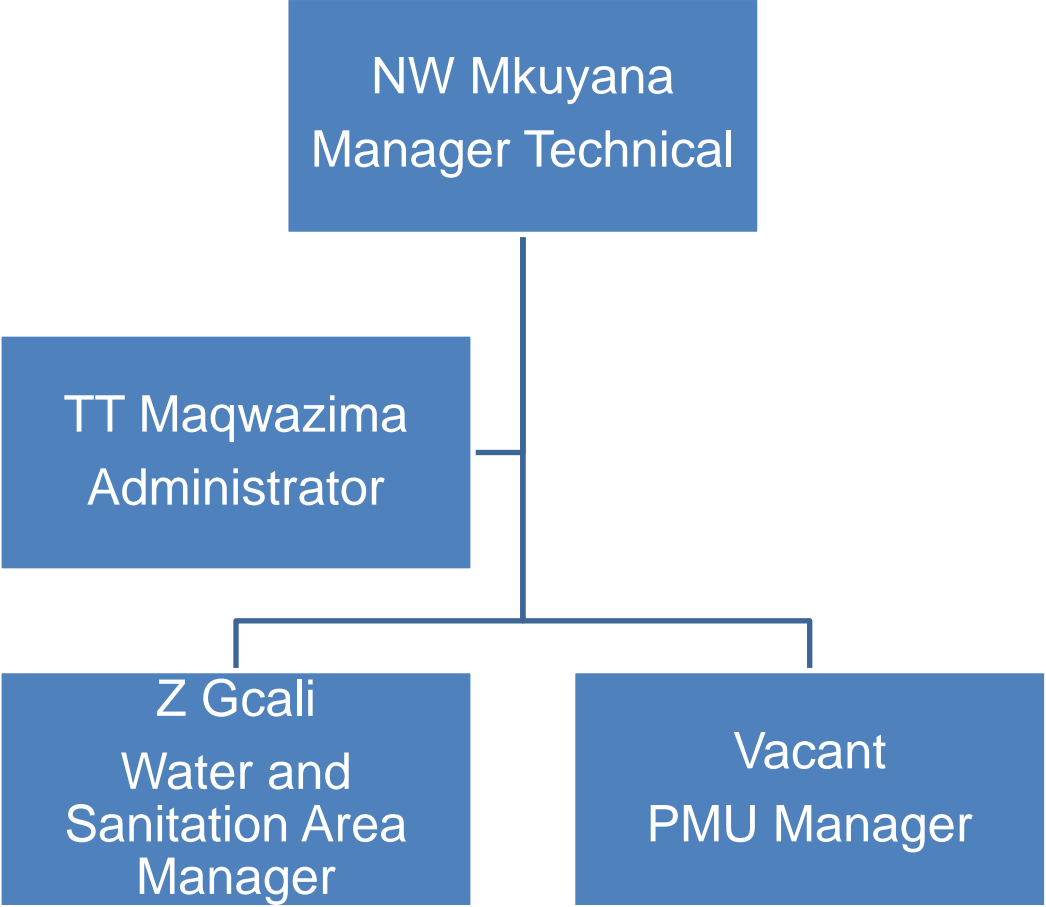 NW Mkuyana
Manager Technical
TT Maqwazima
Administrator
Z Gcali
Water and
Sanitation Area
Manager
Vacant
PMU Manager